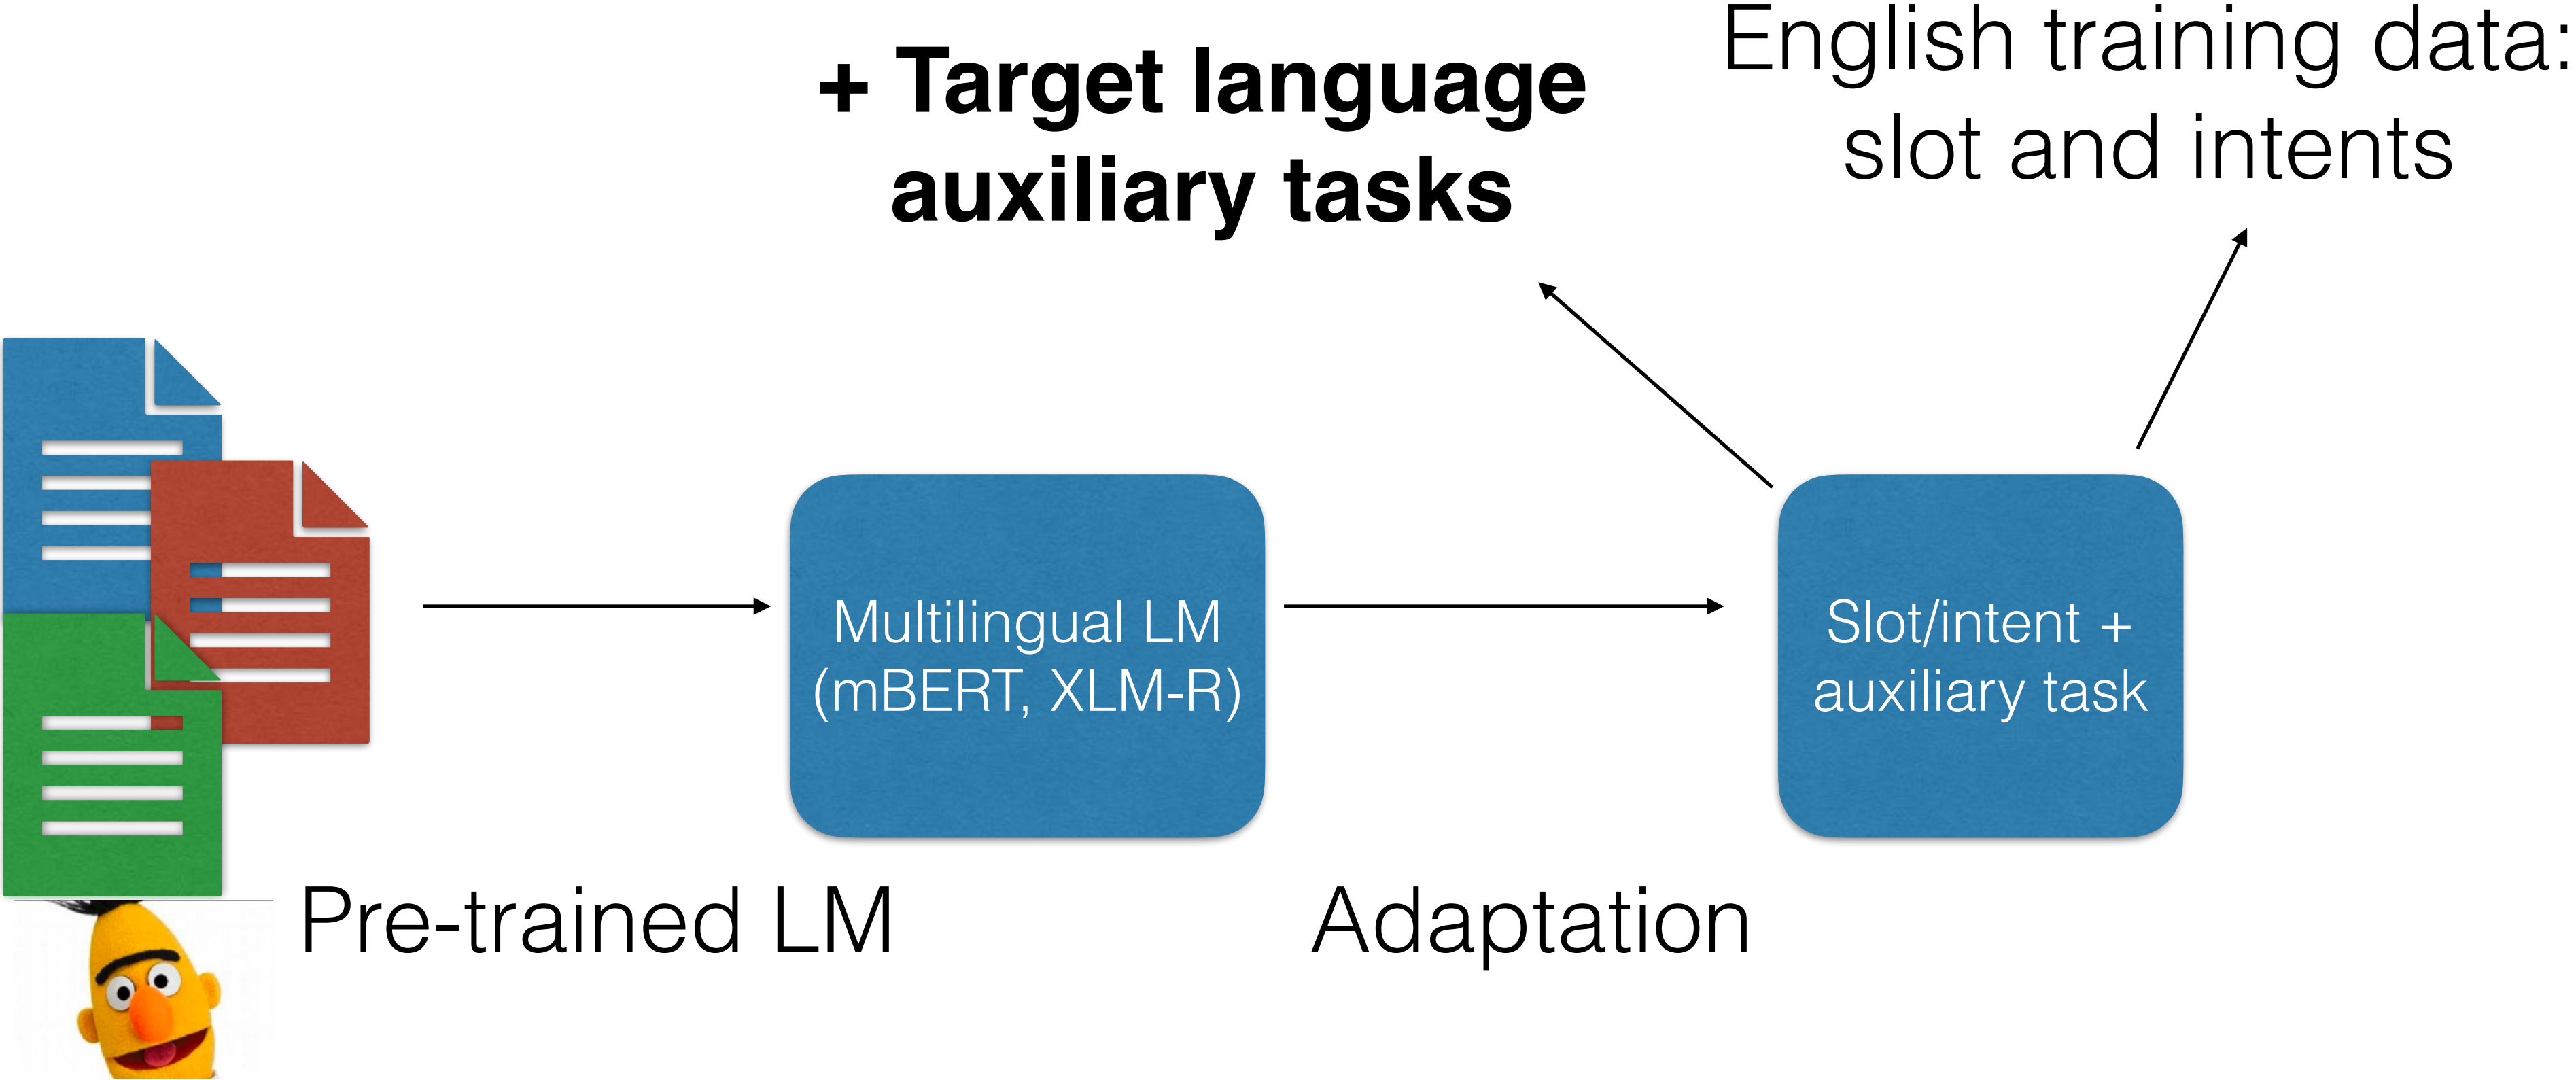 + Target language
auxiliary tasks
English training data:
slot and intents
Multilingual LM
(mBERT, XLM-R)
Slot/intent +
auxiliary task
Pre-trained LM
Adaptation